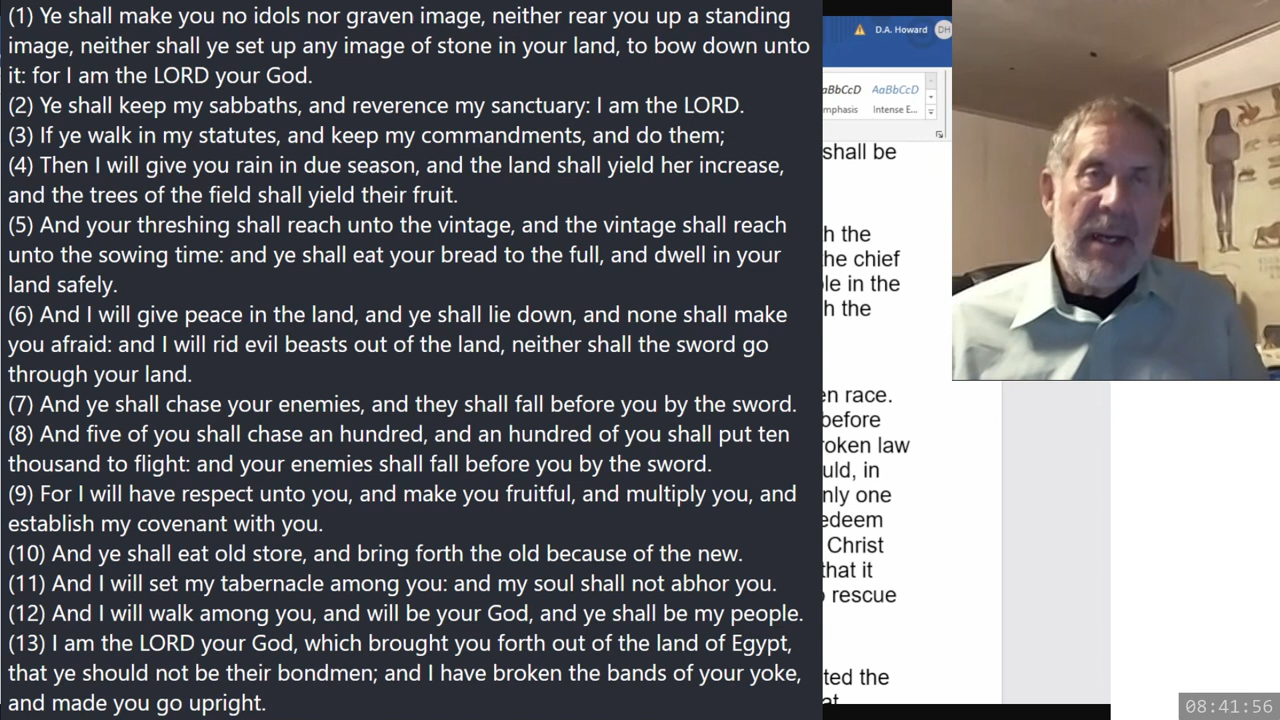 (1) Ye shall make you no idols nor graven image, neither rear you up a standing
image, neither shall ye set up any image of stone in your land, to bow down unto
it: for I am the LORD your God.
(2) Ye shall keep my sabbaths, and reverence my sanctuary: I am the LORD.
(3) If ye walk in my statutes, and keep my commandments, and do them;
(4) Then I will give you rain in due season, and the land shall yield her increase,
and the trees of the field shall yield their fruit.
(5) And your threshing shall reach unto the vintage, and the vintage shall reach
unto the sowing time: and ye shall eat your bread to the full, and dwell in your
land safely.
(6) And I will give peace in the land, and ye shall lie down, and none shall make
you afraid: and I will rid evil beasts out of the land, neither shall the sword go
through your land.
(7) And ye shall chase your enemies, and they shall fall before you by the sword.
(8) And five of you shall chase an hundred, and an hundred of you shall put ten
thousand to flight: and your enemies shall fall before you by the sword.
(9) For I will have respect unto you, and make you fruitful, and multiply you, and
establish my covenant with you.
(10) And ye shall eat old store, and bring forth the old because of the new.
(11) And I will set my tabernacle among you: and my soul shall not abhor you.
(12) And I will walk among you, and will be your God, and ye shall be my people.
(13) I am the LORD your God, which brought you forth out of the land of Egypt,
that ye should not be their bondmen; and I have broken the bands of your yoke,
and made you go upright.
D.A. Howard DH
aBbCcD AaBbCcD
mphasis Intense E...
shall be
h the
he chief
le in the
h the
en race.
before
roken law
uld, in
nly one
edeem
Christ
that it
rescue
ted the
08:41:56